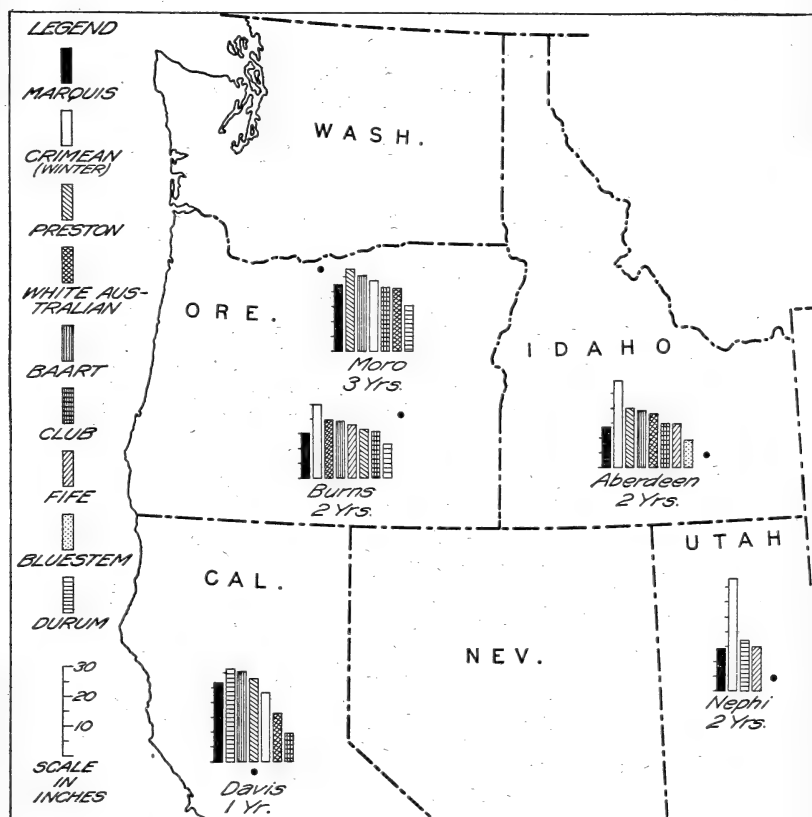 LEGEND
MARQUIS
CRIMEAN
(WINTER)
PRESTON
WHITE AUS-
TRALIAN
BAART
CLUB
FIFE
BLUESTEM
DURUM
30
20
10
SCALE
IN
INCHES
WASH.
ORE.
Moro
3 Yrs.
Burns
2 Yrs.
IDAHO
Aberdeen
2 Yrs.
UTAH
Nephi
2 Yrs.
NEV.
CAL.
Davis
1 Yr.